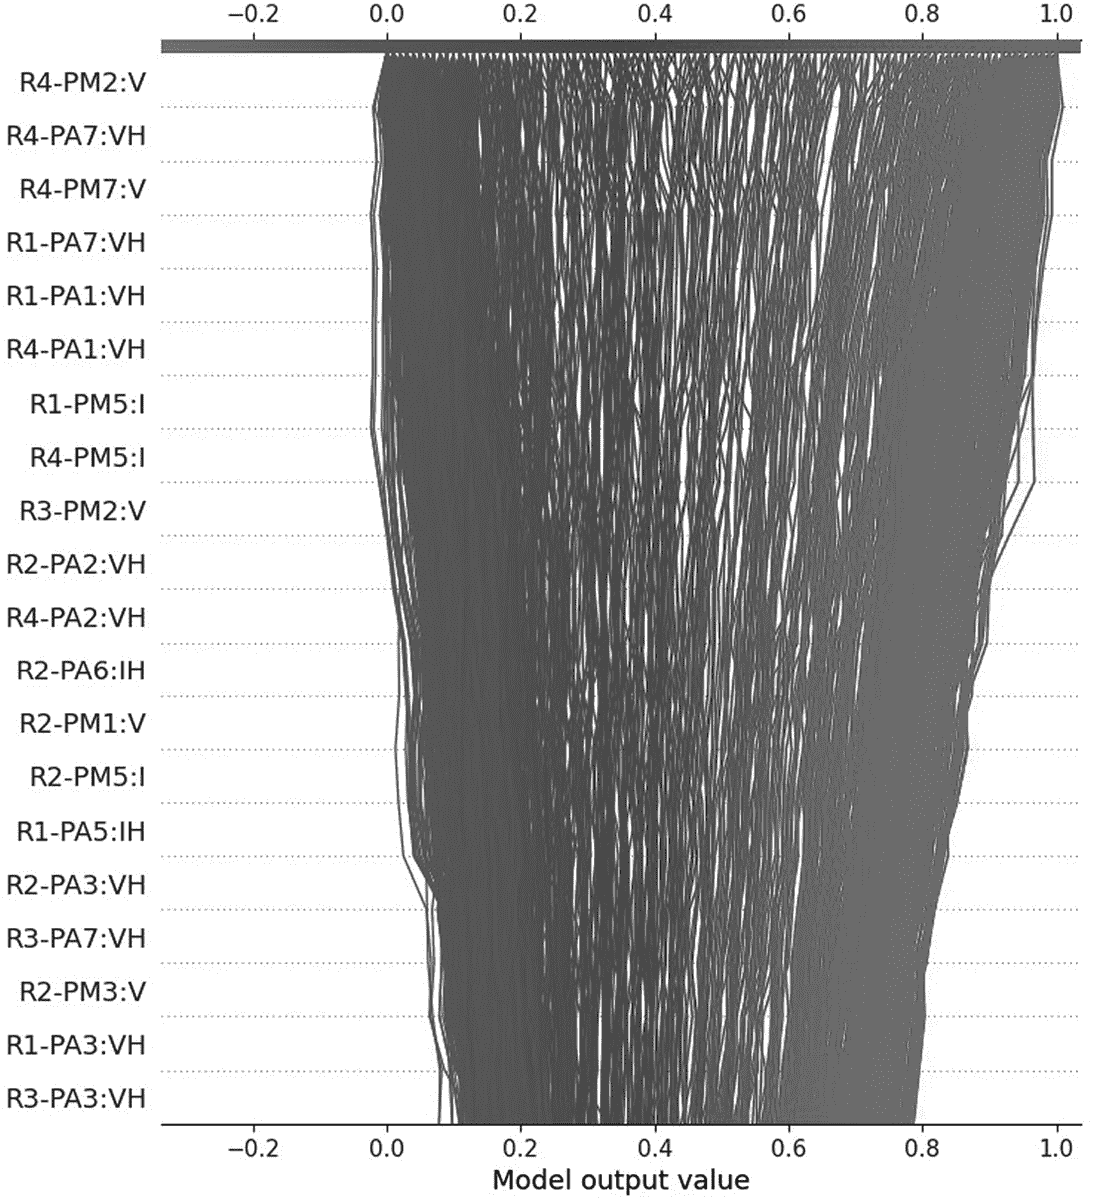 −0.2 0.0 0.2 0.4 0.6 0.8 1.0
R4-PM2:V
R4-PA7:VH
R4-PM7:V
R1-PA7:VH
R1-PA1:VH
R4-PA1:VH
R1-PM5:I
R4-PM5:I
R3-PM2:V
R2-PA2:VH
R4-PA2:VH
R2-PA6:IH
R2-PM1:V
R2-PM5:I
R1-PA5:IH
R2-PA3:VH
R3-PA7:VH
R2-PM3:V
R1-PA3:VH
R3-PA3:VH
−0.2 0.0 0.2 0.4 0.6 0.8 1.0
Model output value